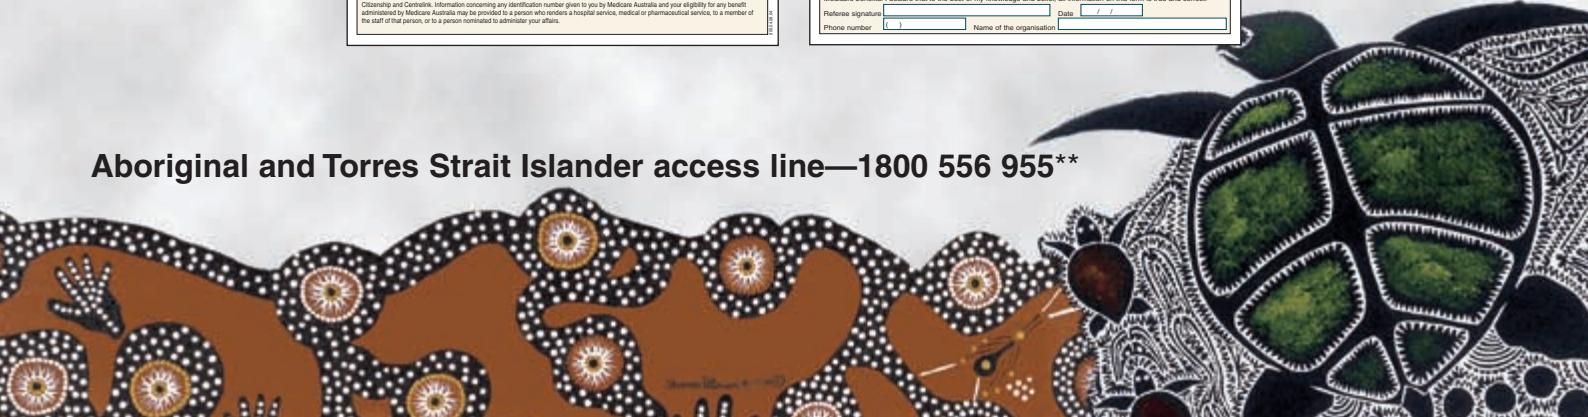 Citizenship and Centrelink. Information concerning any identification number given to you by Medicare Australia and your eligibility for any benefit
administered by Medicare Australia may be provided to a person who renders a hospital service, medical or pharmaceutical service, to a member of
the staff of that person, or to a person nominated to administer your affairs.
Referee signature
Date / /
Phone number ( )
Name of the organisation
Aboriginal and Torres Strait Islander access line—1800 556 955**